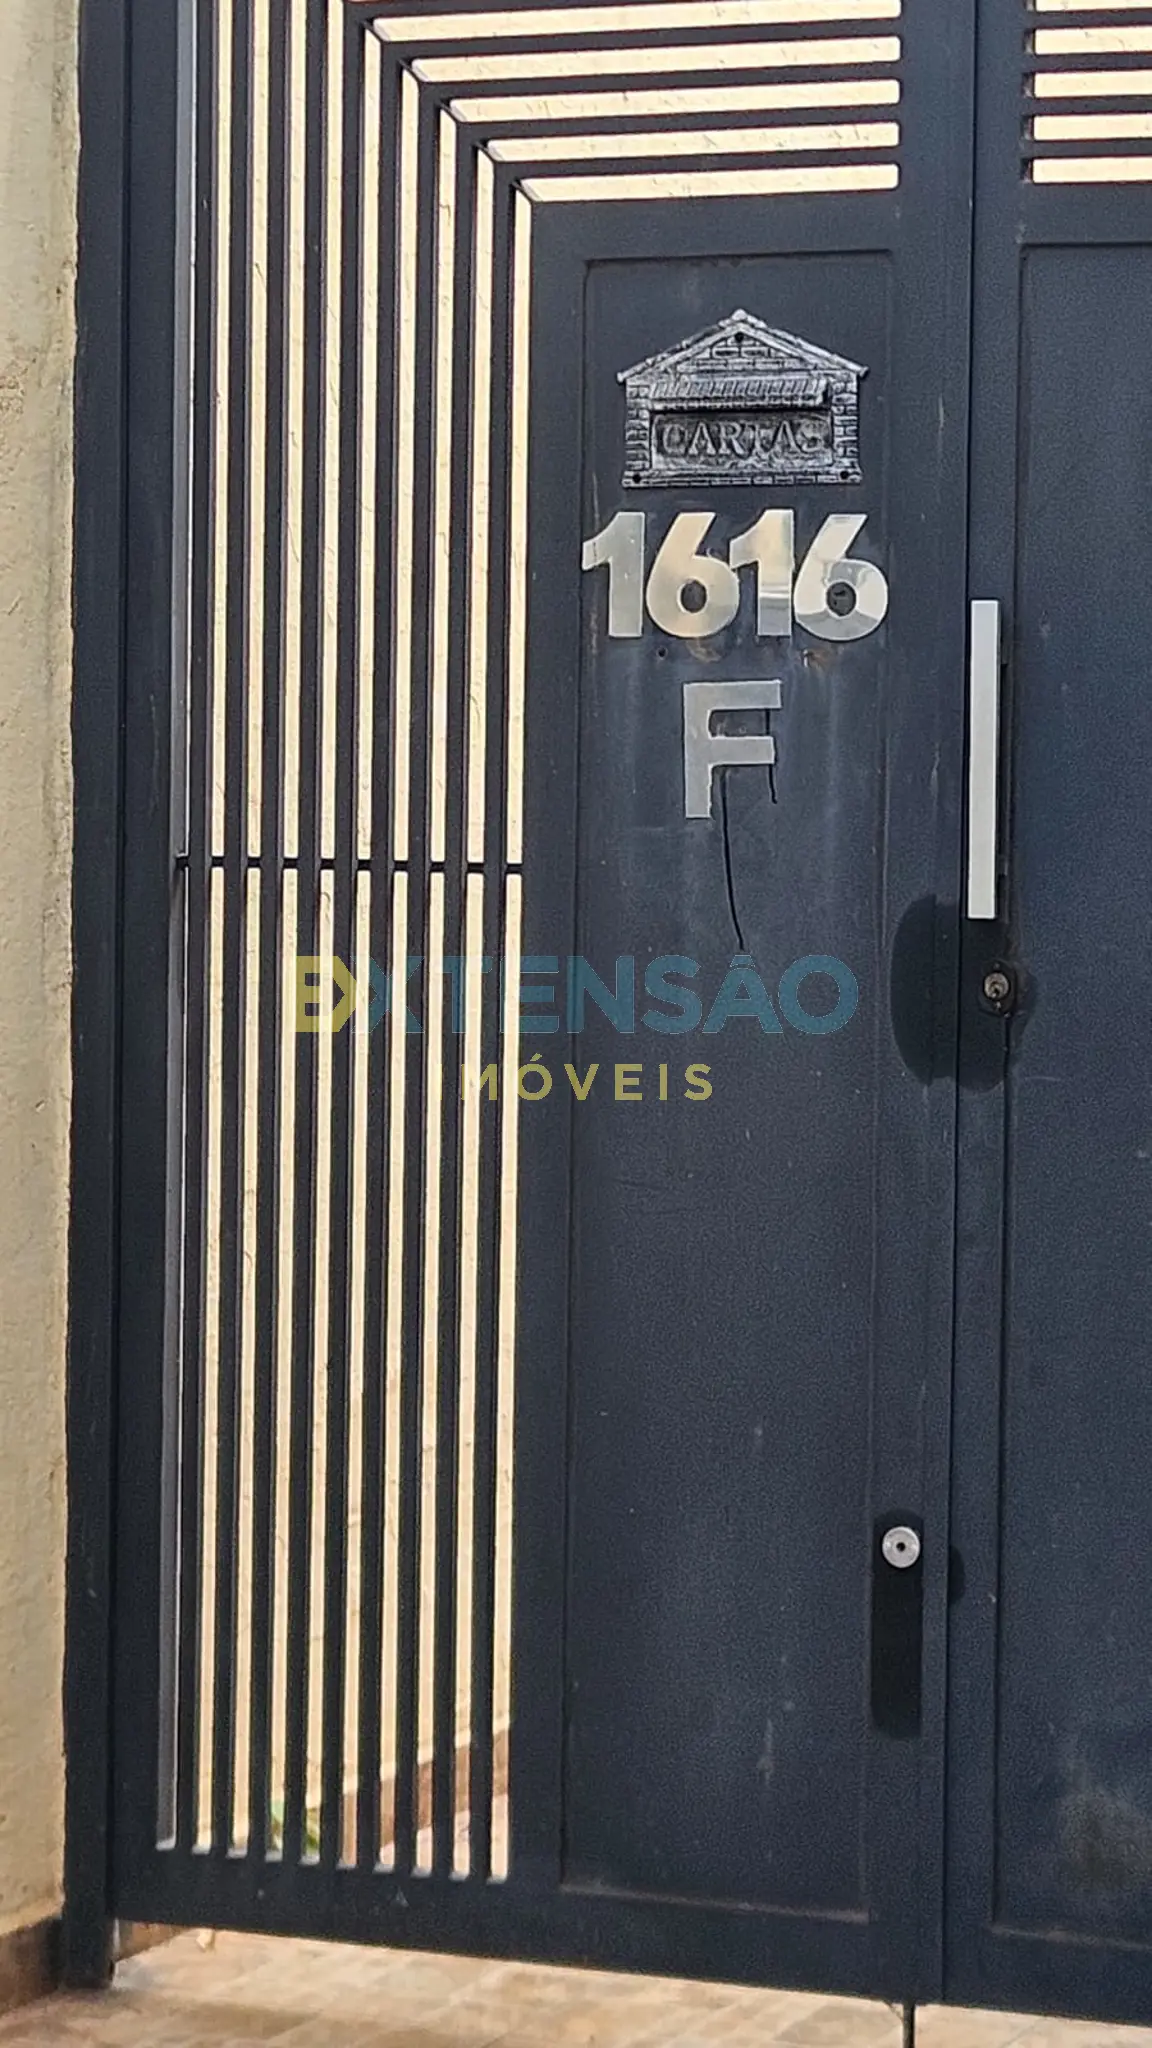 CARTAS
1616
F
EXTENSÃO
IMÓVEIS